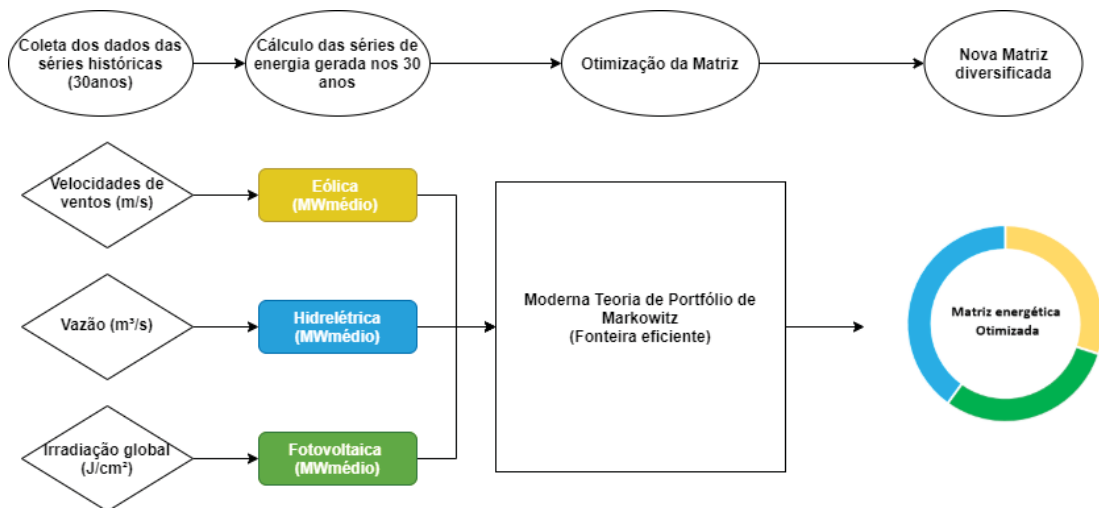 Coleta dos dados das
séries históricas
(30anos)
Cálculo das séries de
energia gerada nos 30
anos
Otimização da Matriz
Nova Matriz
diversificada
Velocidades de
ventos (m/s)
Eólica
(MWmédio)
Vazão (m³/s)
Hidrelétrica
(MWmédio)
Irradiação global
(J/cm²)
Fotovoltaica
(MWmédio)
Moderna Teoria de Portfólio de
Markowitz
(Fonteira eficiente)
Matriz energética
Otimizada